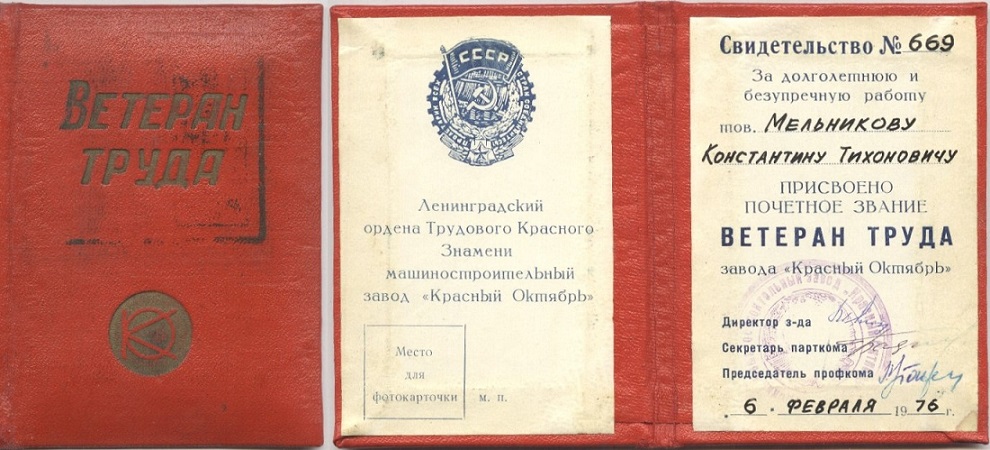 Ветеран
труда
СССР
Ленинградский
ордена Трудового Красного
Знамени
машиностроительный
завод «Красный Октябрь»
Место
для
фотокарточки
м. п.
Свидетельство № 669
За долголетнюю и
безупречную работу
тов. Мельникову
Константину Тихоновичу
ПРИСВОЕНО
ПОЧЕТНОЕ ЗВАНИЕ
ВЕТЕРАН ТРУДА
завода «Красный Октябрь»
Директор з-да
Секретарь парткома
Председатель профкома
6 февраля 1976 г.